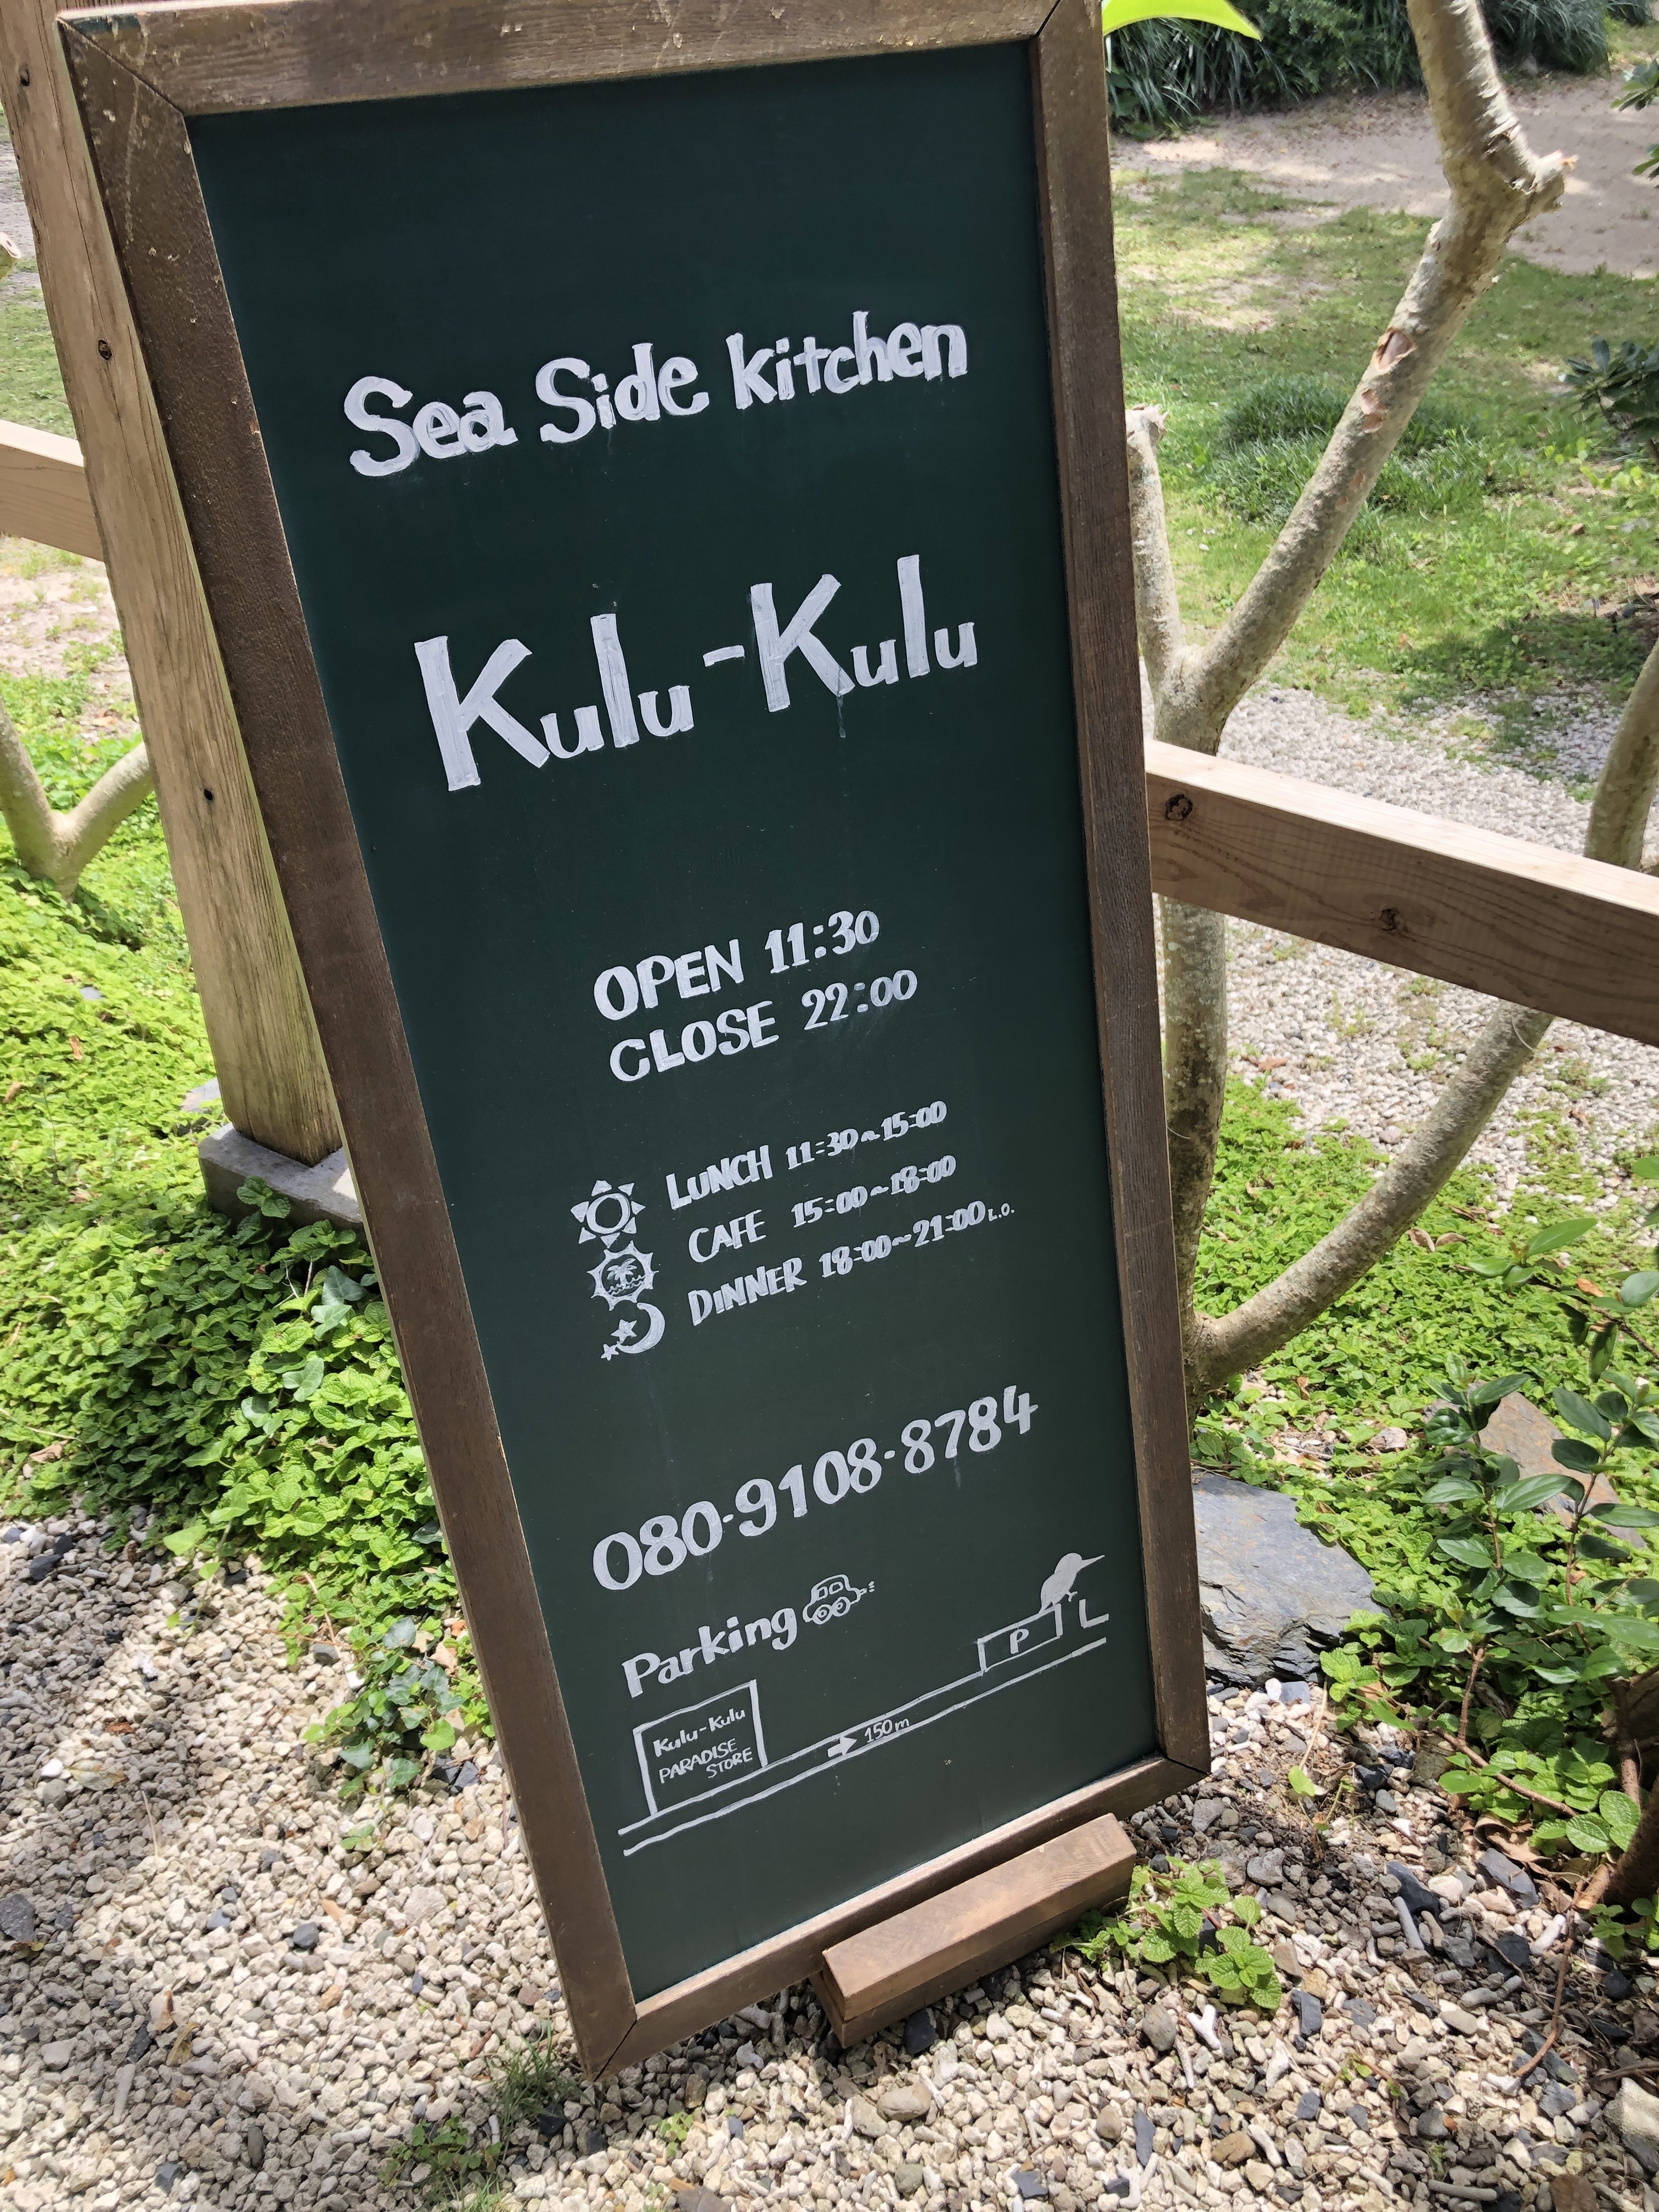 Sea Side kitchen
Kulu-Kulu
OPEN 11:30
CLOSE 22:00
LUNCH 11:30~15:00
CAFE 15:00~18:00
DINNER 18:00~21:00 L.O.
080-9108-8784
Parking
P
Kulu-Kulu
PARADISE
STORE
150m